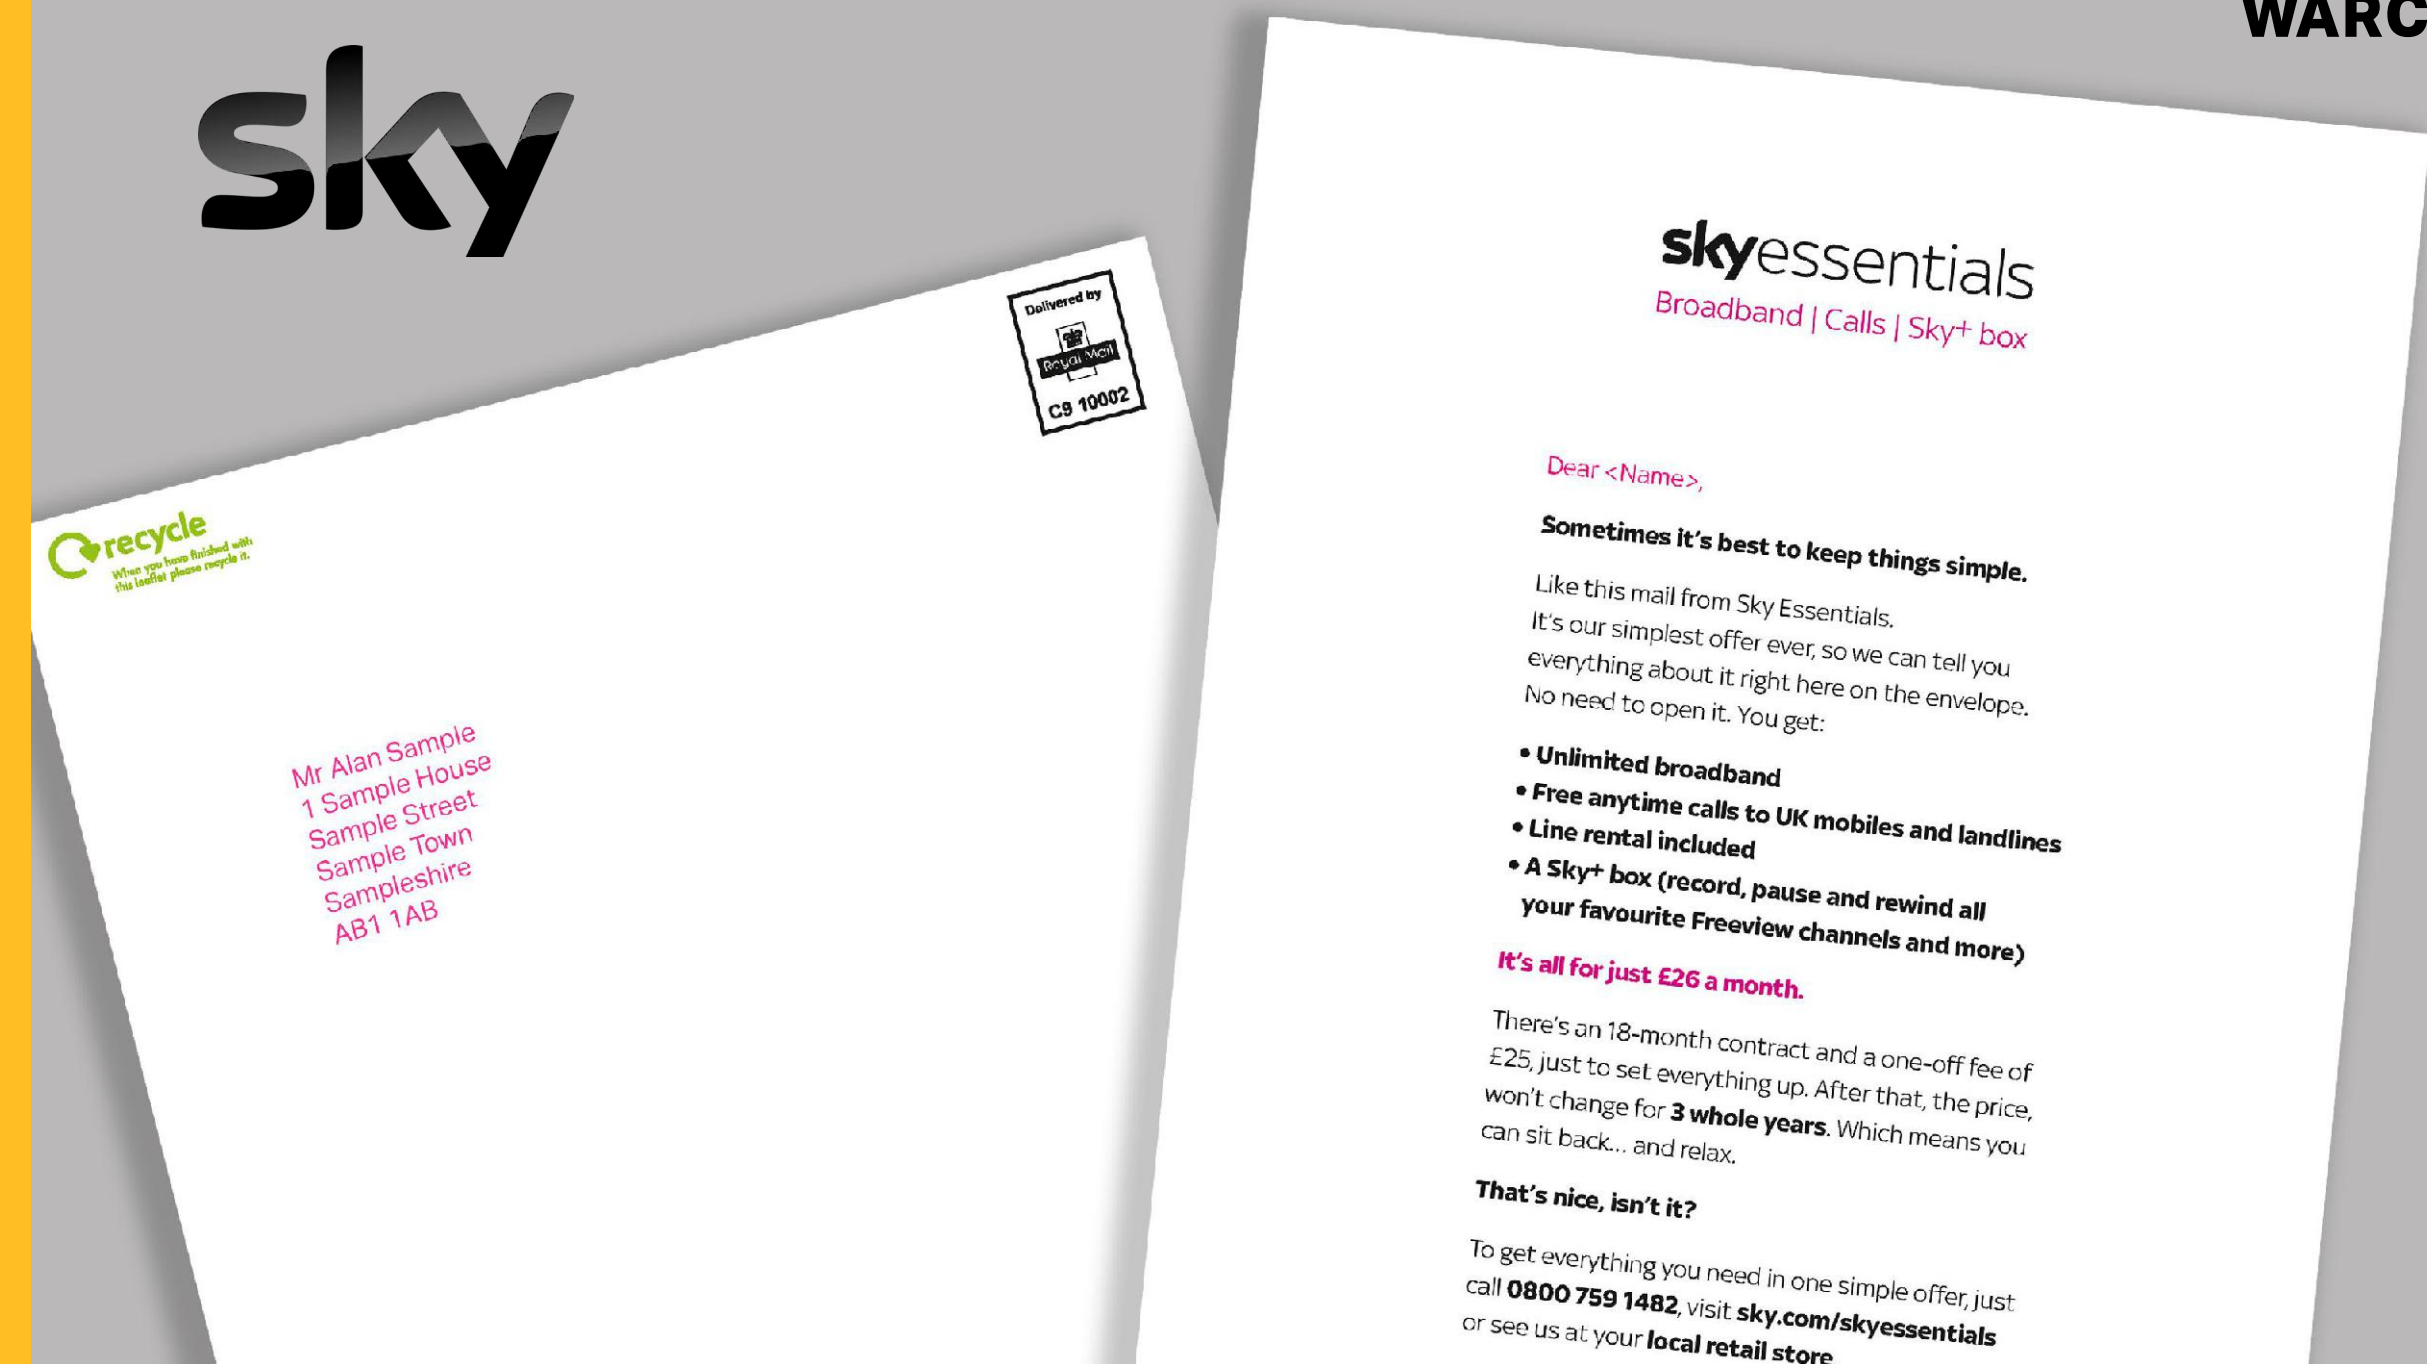 WARC
sky
Delivered by
Royal Mail
C9 10002
recycle
When you have finished with
this leaflet please recycle it.
Mr Alan Sample
1 Sample House
Sample Street
Sample Town
Sampleshire
AB1 1AB
skyessentials
Broadband | Calls | Sky+ box
Dear <Name>,
Sometimes it's best to keep things simple.
Like this mail from Sky Essentials.
It's our simplest offer ever, so we can tell you
everything about it right here on the envelope.
No need to open it. You get:
• Unlimited broadband
• Free anytime calls to UK mobiles and landlines
• Line rental included
• A Sky+ box (record, pause and rewind all
your favourite Freeview channels and more)
It's all for just £26 a month.
There's an 18-month contract and a one-off fee of
£25, just to set everything up. After that, the price,
won't change for 3 whole years. Which means you
can sit back... and relax.
That's nice, isn't it?
To get everything you need in one simple offer, just
call 0800 759 1482, visit sky.com/skyessentials
or see us at your local retail store